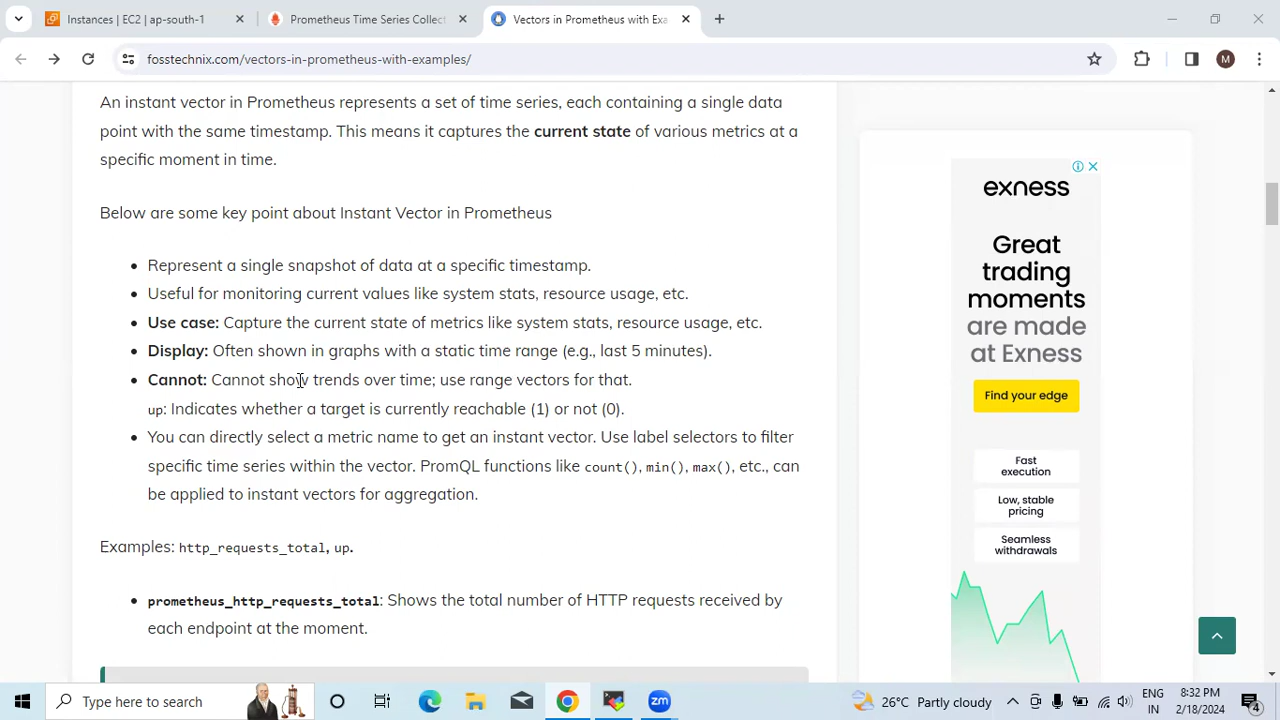 Instances | EC2 | ap-south-1
Prometheus Time Series Collect
Vectors in Prometheus with Exa
fosstechnix.com/vectors-in-prometheus-with-examples/
M
An instant vector in Prometheus represents a set of time series, each containing a single data
point with the same timestamp. This means it captures the current state of various metrics at a
specific moment in time.
Below are some key point about Instant Vector in Prometheus
Represent a single snapshot of data at a specific timestamp.
Useful for monitoring current values like system stats, resource usage, etc.
Use case: Capture the current state of metrics like system stats, resource usage, etc.
Display: Often shown in graphs with a static time range (e.g., last 5 minutes).
Cannot: Cannot show trends over time; use range vectors for that.
up: Indicates whether a target is currently reachable (1) or not (0).
You can directly select a metric name to get an instant vector. Use label selectors to filter
specific time series within the vector. PromQL functions like count(), min(), max(), etc., can
be applied to instant vectors for aggregation.
Examples: http_requests_total, up.
prometheus_http_requests_total: Shows the total number of HTTP requests received by
each endpoint at the moment.
exness
Great
trading
moments
are made
at Exness
Find your edge
Fast
execution
Low, stable
pricing
Seamless
withdrawals
Type here to search
zm
26°C Partly cloudy
ENG
IN
8:32 PM
2/18/2024
4